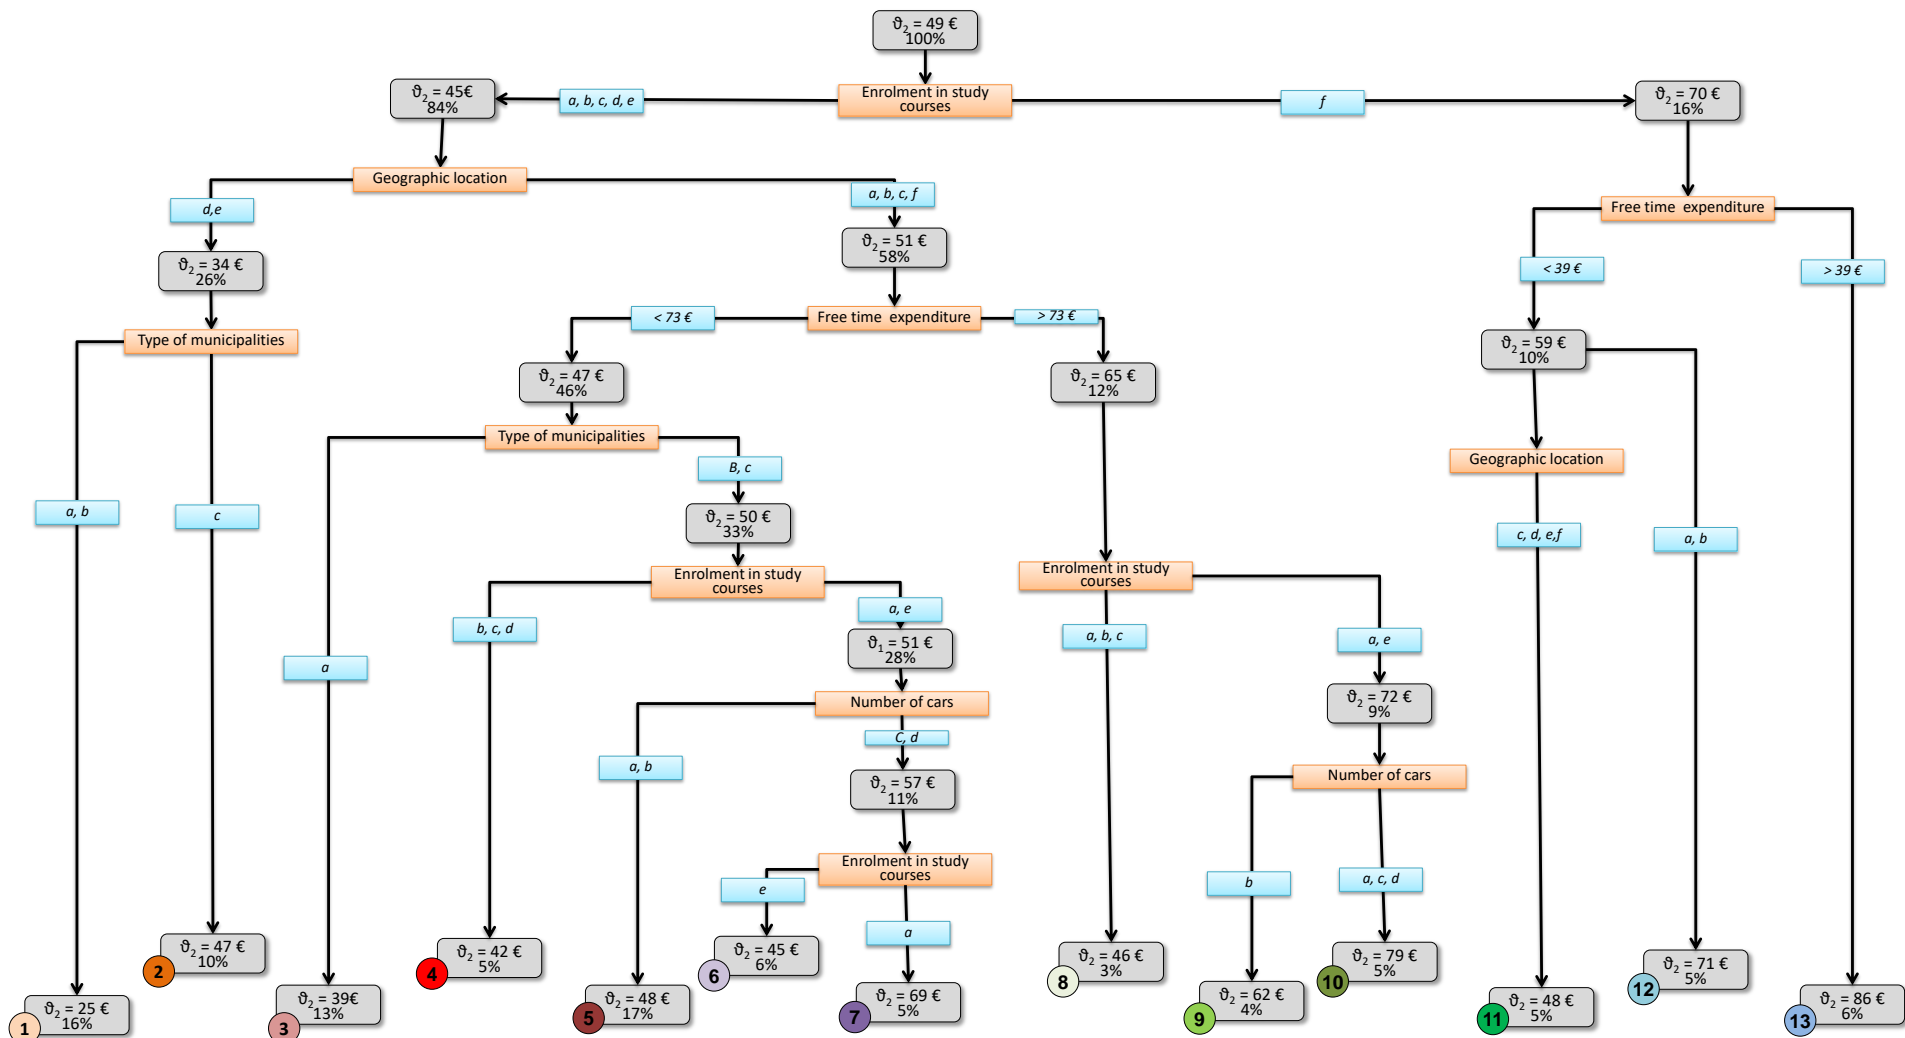 ϑ2 = 49 €
100%
Enrolment in study
courses
a, b, c, d, e
f
ϑ2 = 45€
84%
ϑ2 = 70 €
16%
Geographic location
d,e
a, b, c, f
Free time  expenditure
ϑ2 = 34 €
26%
ϑ2 = 51 €
58%
< 39 €
> 39 €
Type of municipalities
< 73 €
Free time  expenditure
> 73 €
ϑ2 = 59 €
10%
ϑ2 = 47 €
46%
ϑ2 = 65 €
12%
Type of municipalities
Geographic location
B, c
a, b
c
ϑ2 = 50 €
33%
c, d, e,f
a, b
Enrolment in study
courses
Enrolment in study
courses
a, e
b, c, d
a, b, c
a, e
a
ϑ1 = 51 €
28%
Number of cars
ϑ2 = 72 €
9%
C, d
a, b
Number of cars
ϑ2 = 57 €
11%
Enrolment in study
courses
e
b
a, c, d
a
ϑ2 = 47 €
10%
2
ϑ2 = 42 €
5%
4
ϑ2 = 45 €
6%
6
ϑ2 = 46 €
3%
8
ϑ2 = 79 €
5%
10
ϑ2 = 71 €
5%
12
ϑ2 = 25 €
16%
1
ϑ2 = 39€
13%
3
ϑ2 = 48 €
17%
5
ϑ2 = 69 €
5%
7
ϑ2 = 62 €
4%
9
ϑ2 = 48 €
5%
11
ϑ2 = 86 €
6%
13